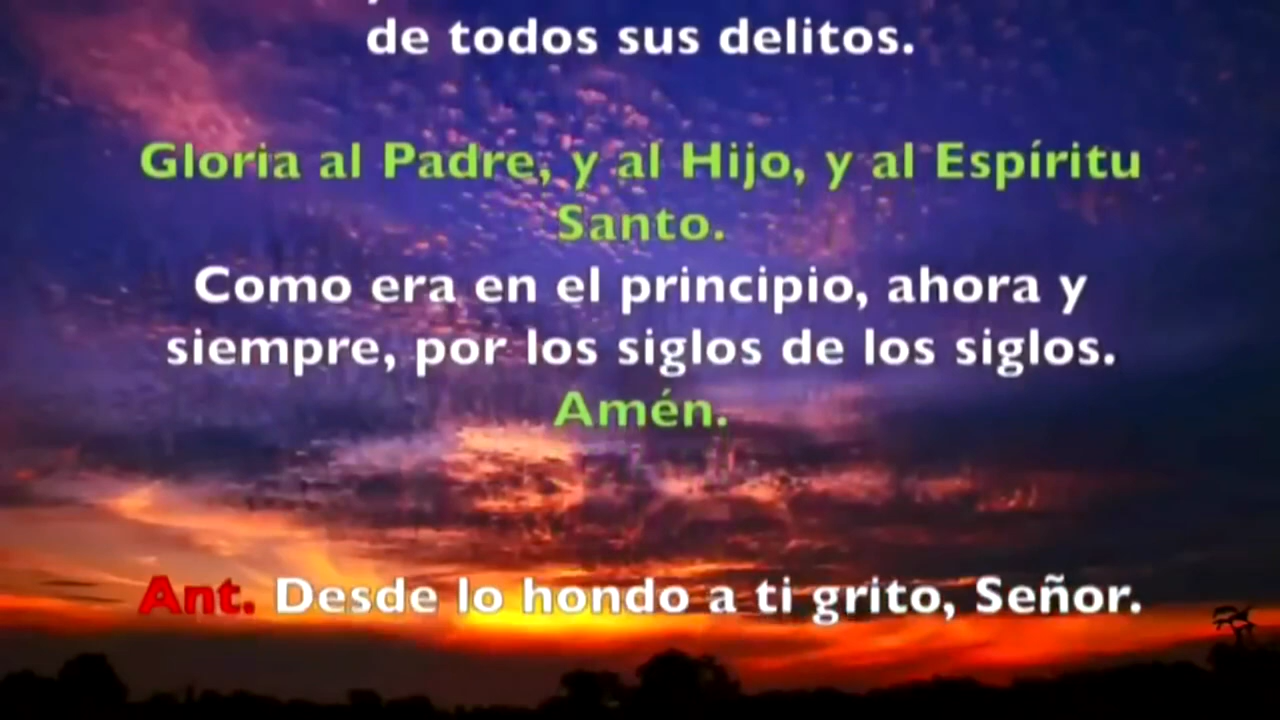 de todos sus delitos.
Gloria al Padre, y al Hijo, y al Espíritu
Santo.
Como era en el principio, ahora y
siempre, por los siglos de los siglos.
Amén.
Ant. Desde lo hondo a ti grito, Señor.